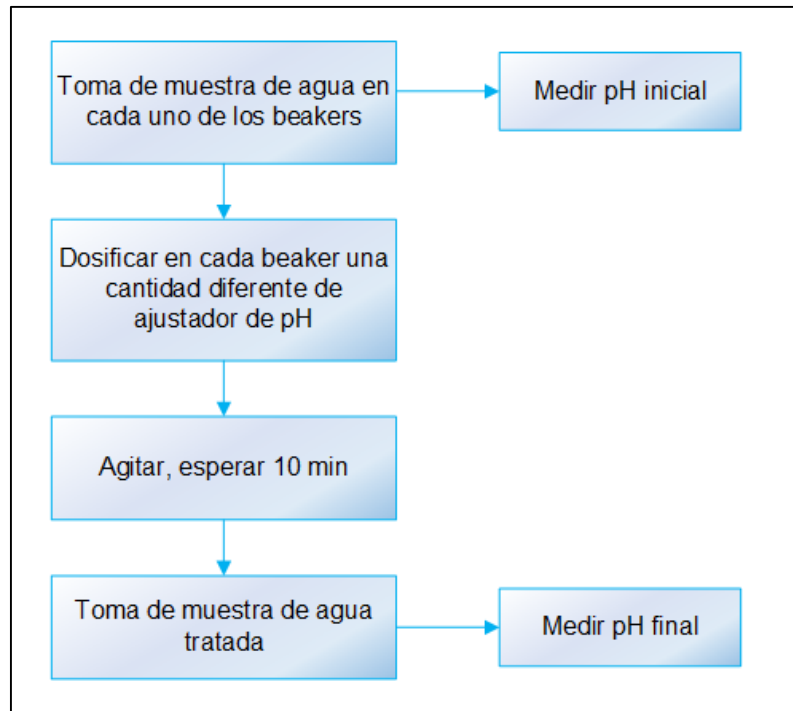 Toma de muestra de agua en
cada uno de los beakers
Medir pH inicial
Dosificar en cada beaker una
cantidad diferente de
ajustador de pH
Agitar, esperar 10 min
Toma de muestra de agua
tratada
Medir pH final